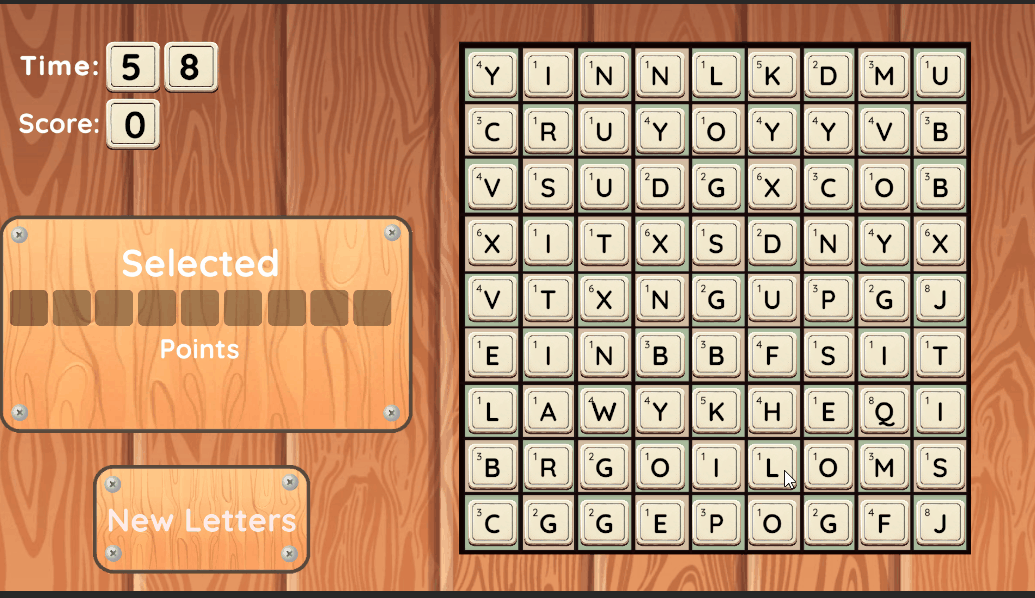 Time: 5 8
Score: 0
Selected
Points
New Letters
4 Y 1 I 1 N 1 N 1 L 5 K 2 D 3 M 1 U
3 C 1 R 1 U 4 Y 1 O 4 Y 4 Y 4 V 3 B
4 V 1 S 1 U 2 D 2 G 6 X 3 C 1 O 3 B
6 X 1 I 1 T 6 X 1 S 2 D 1 N 4 Y 6 X
4 V 1 T 6 X 1 N 2 G 1 U 3 P 2 G 8 J
1 E 1 I 1 N 3 B 3 B 4 F 1 S 1 I 1 T
1 L 1 A 4 W 4 Y 5 K 4 H 1 E 8 Q 1 I
3 B 1 R 2 G 1 O 1 I 1 L 1 O 3 M 1 S
3 C 2 G 2 G 1 E 3 P 1 O 2 G 4 F 8 J